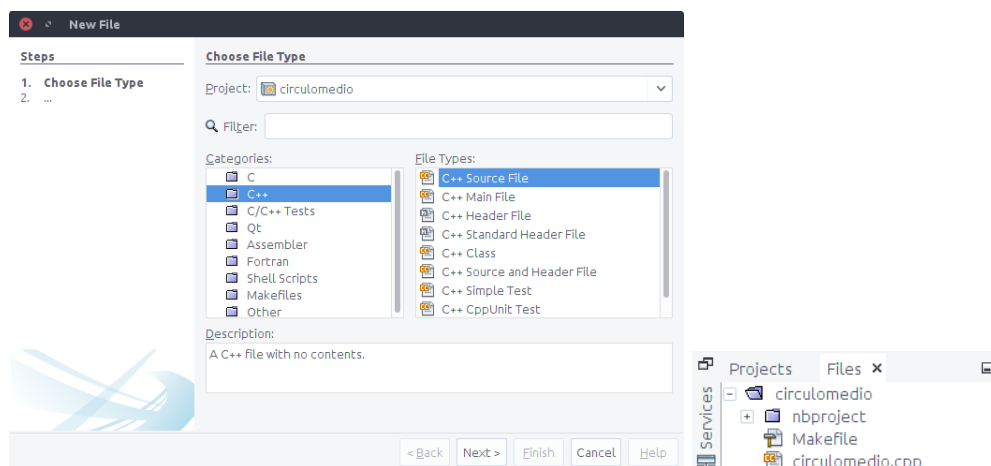 New File
Steps
1. Choose File Type
2. ...
Choose File Type
Project: circulomedio
Filter:
Categories:
C
C++
C/C++ Tests
Qt
Assembler
Fortran
Shell Scripts
Makefiles
Other
File Types:
C++ Source File
C++ Main File
C++ Header File
C++ Standard Header File
C++ Class
C++ Source and Header File
C++ Simple Test
C++ CppUnit Test
Description:
A C++ file with no contents.
< Back Next > Finish Cancel Help
Projects Files
Services
circulomedio
nbproject
Makefile
circulomedio.cpp